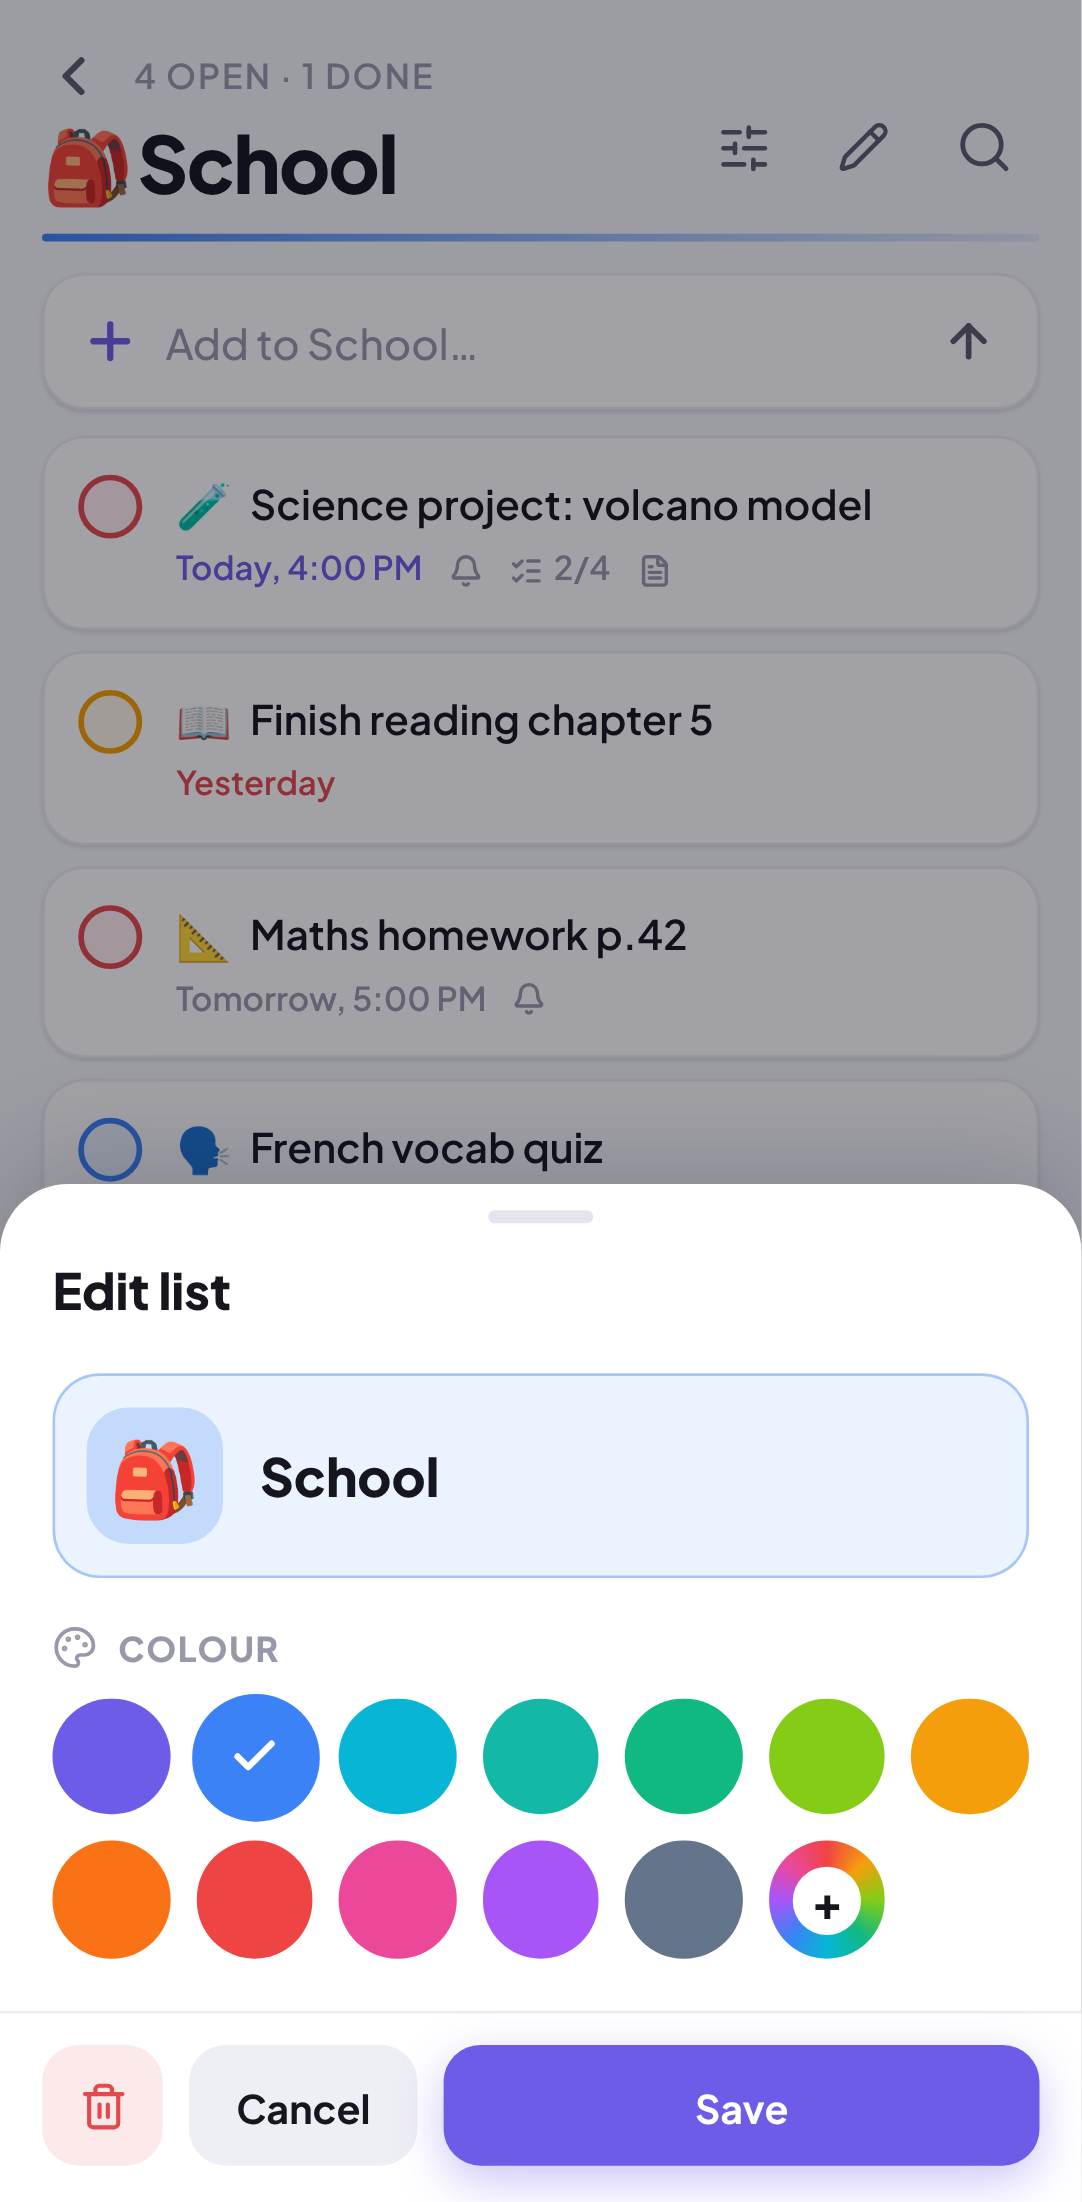 4 OPEN · 1 DONE
School
Add to School...
Science project: volcano model
Today, 4:00 PM 2/4
Finish reading chapter 5
Yesterday
Maths homework p.42
Tomorrow, 5:00 PM
French vocab quiz
Edit list
School
COLOUR
Cancel
Save